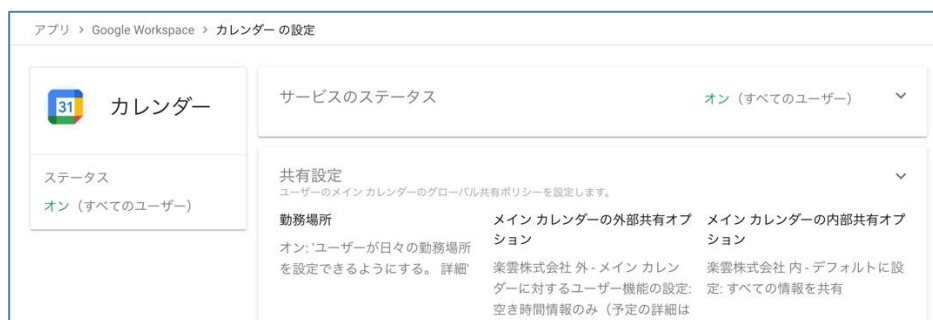 アプリ > Google Workspace > カレンダー の設定
31 カレンダー
ステータス
オン（すべてのユーザー）
サービスのステータス
オン（すべてのユーザー）
共有設定
ユーザーのメイン カレンダーのグローバル共有ポリシーを設定します。
勤務場所
オン: 'ユーザーが日々の勤務場所
を設定できるようにする。 詳細'
メイン カレンダーの外部共有オプ
ション
楽雲株式会社 外 - メイン カレン
ダーに対するユーザー機能の設定:
空き時間情報のみ（予定の詳細は
メイン カレンダーの内部共有オプ
ション
楽雲株式会社 内 - デフォルトに設
定: すべての情報を共有